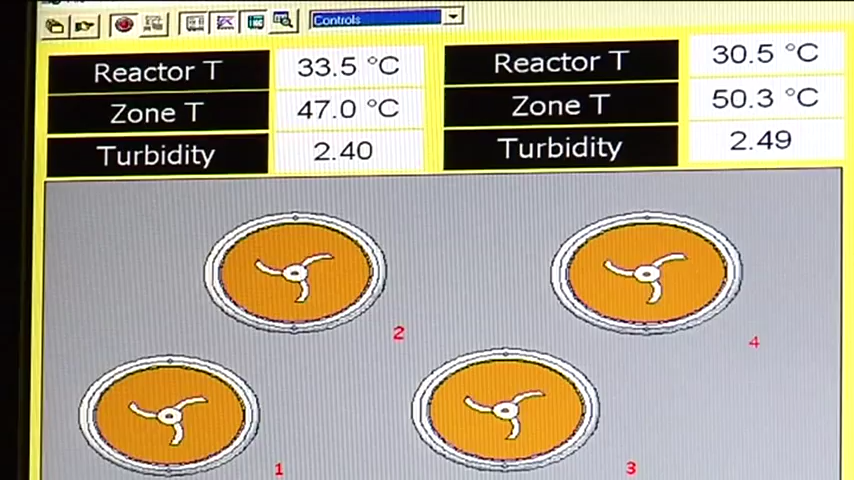 Controls
Reactor T 33.5 °C Reactor T 30.5 °C
Zone T 47.0 °C Zone T 50.3 °C
Turbidity 2.40 Turbidity 2.49
2
4
1
3